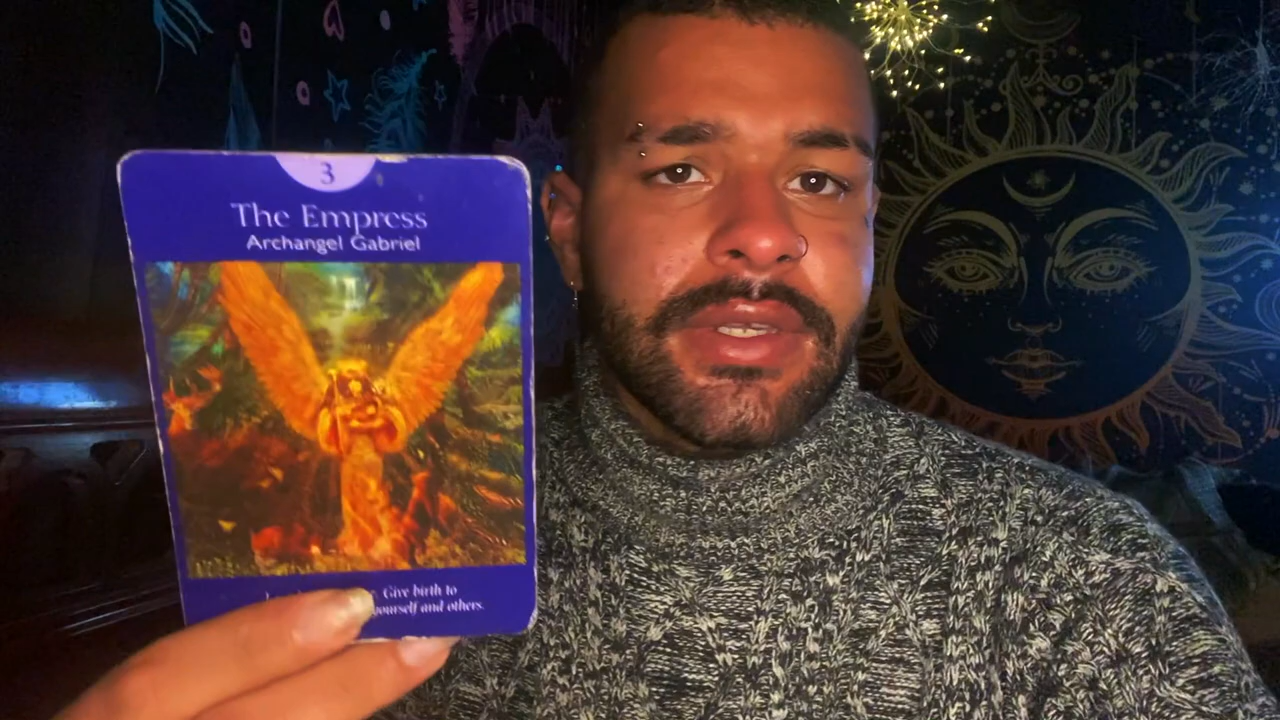 3
The Empress
Archangel Gabriel
Give birth to
yourself and others.